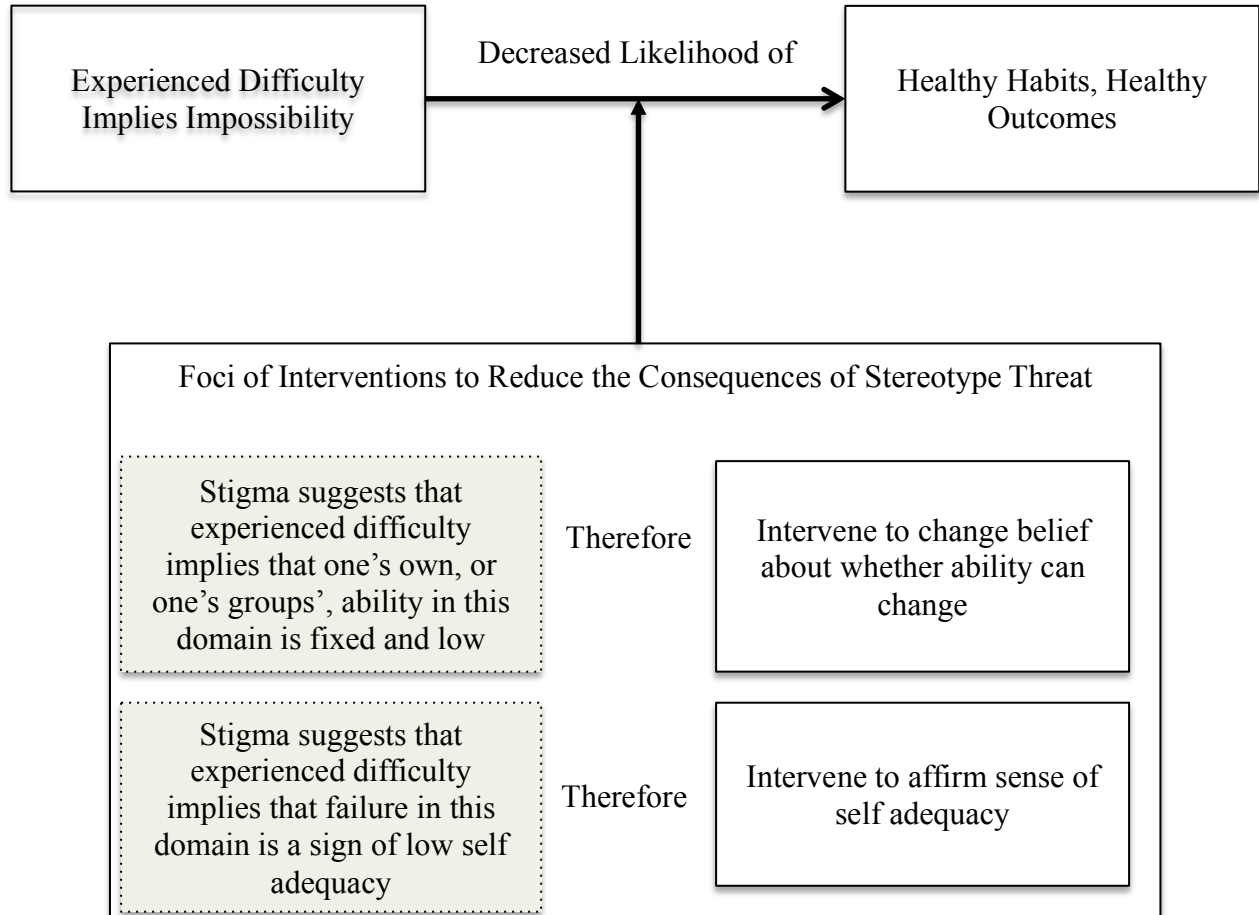 Decreased Likelihood of
Experienced Difficulty
Implies Impossibility
Healthy Habits, Healthy
Outcomes
Foci of Interventions to Reduce the Consequences of Stereotype Threat
Stigma suggests that
experienced difficulty
implies that one’s own, or
one’s groups’, ability in this
domain is fixed and low
Therefore
Intervene to change belief
about whether ability can
change
Stigma suggests that
experienced difficulty
implies that failure in this
domain is a sign of low self
adequacy
Therefore
Intervene to affirm sense of
self adequacy